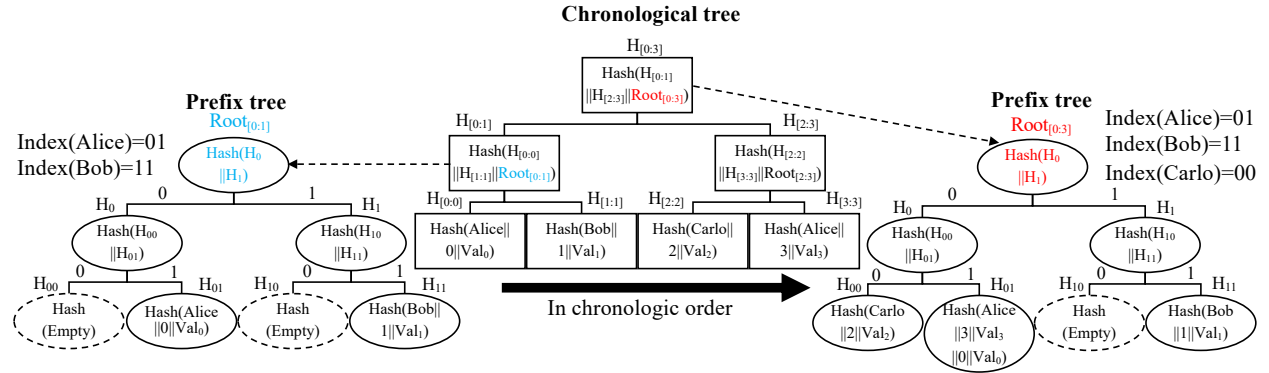 Chronological tree
H[0:3]
Hash(H[0:1]
||H[2:3]||Root[0:3])
Prefix tree
Root[0:1]
Index(Alice)=01
Index(Bob)=11
Hash(H0
||H1)
0
1
H0
Hash(H00
||H01)
H1
Hash(H10
||H11)
0
1
0
1
H00
Hash
(Empty)
H01
Hash(Alice
||0||Val0)
H10
Hash
(Empty)
H11
Hash(Bob||
1||Val1)
H[0:1]
Hash(H[0:0]
||H[1:1]||Root[0:1])
H[2:3]
Hash(H[2:2]
||H[3:3]||Root[2:3])
H[0:0]
Hash(Alice||
0||Val0)
H[1:1]
Hash(Bob||
1||Val1)
H[2:2]
Hash(Carlo||
2||Val2)
H[3:3]
Hash(Alice||
3||Val3)
In chronologic order
Prefix tree
Root[0:3]
Index(Alice)=01
Index(Bob)=11
Index(Carlo)=00
Hash(H0
||H1)
0
1
H0
Hash(H00
||H01)
H1
Hash(H10
||H11)
0
1
0
1
H00
Hash(Carlo
||2||Val2)
H01
Hash(Alice
||3||Val3
||0||Val0)
H10
Hash
(Empty)
H11
Hash(Bob
||1||Val1)